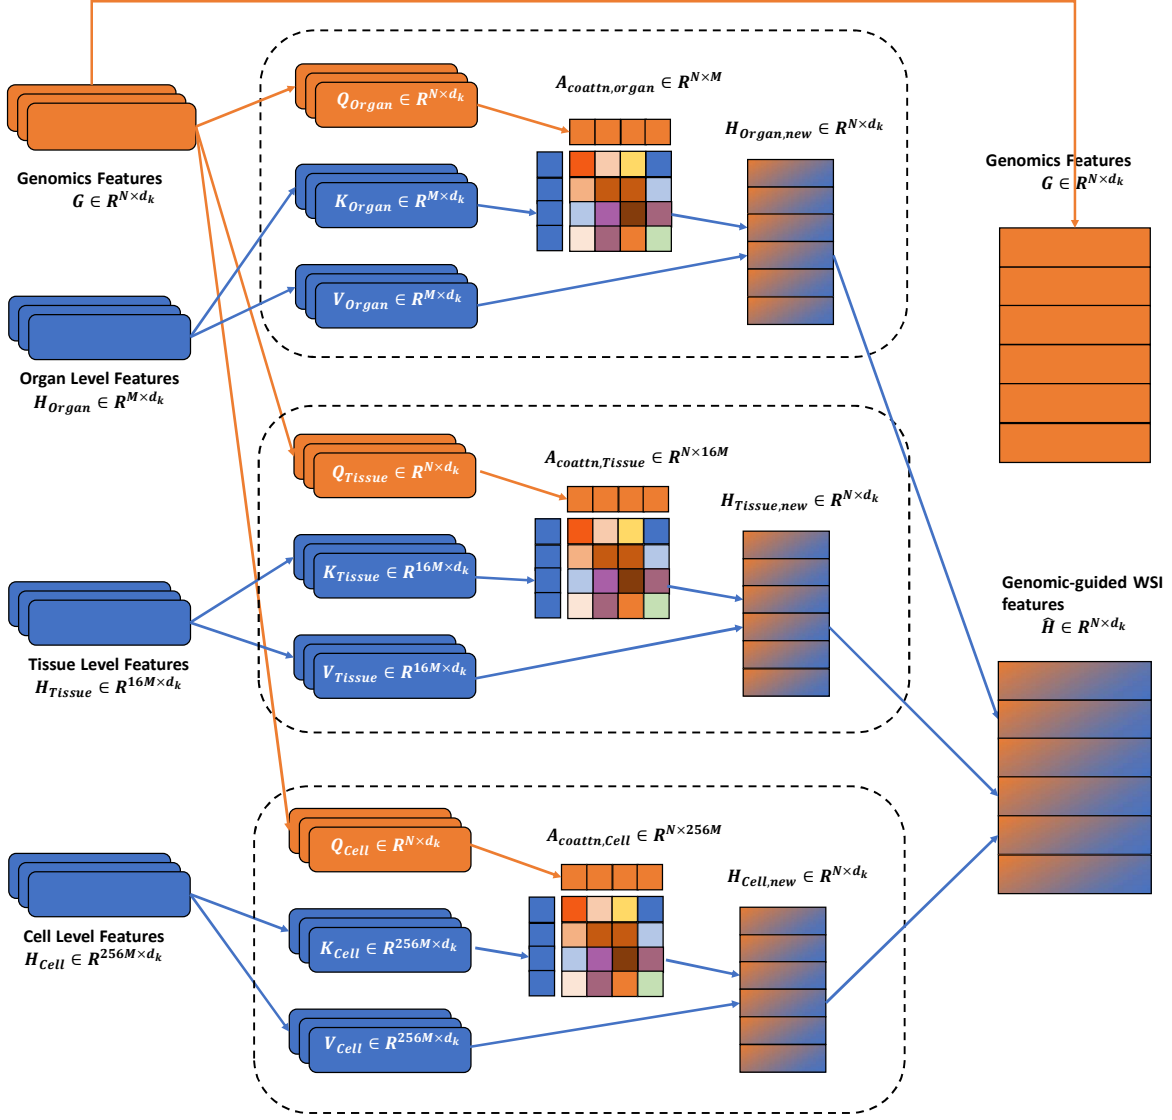 Genomics Features
G ∈ R^{N×d_k}
Organ Level Features
H_{Organ} ∈ R^{M×d_k}
Tissue Level Features
H_{Tissue} ∈ R^{16M×d_k}
Cell Level Features
H_{Cell} ∈ R^{256M×d_k}
Q_{Organ} ∈ R^{N×d_k}
K_{Organ} ∈ R^{M×d_k}
V_{Organ} ∈ R^{M×d_k}
A_{coattn,organ} ∈ R^{N×M}
H_{Organ,new} ∈ R^{N×d_k}
Q_{Tissue} ∈ R^{N×d_k}
K_{Tissue} ∈ R^{16M×d_k}
V_{Tissue} ∈ R^{16M×d_k}
A_{coattn,Tissue} ∈ R^{N×16M}
H_{Tissue,new} ∈ R^{N×d_k}
Q_{Cell} ∈ R^{N×d_k}
K_{Cell} ∈ R^{256M×d_k}
V_{Cell} ∈ R^{256M×d_k}
A_{coattn,Cell} ∈ R^{N×256M}
H_{Cell,new} ∈ R^{N×d_k}
Genomics Features
G ∈ R^{N×d_k}
Genomic-guided WSI
features
Ĥ ∈ R^{N×d_k}